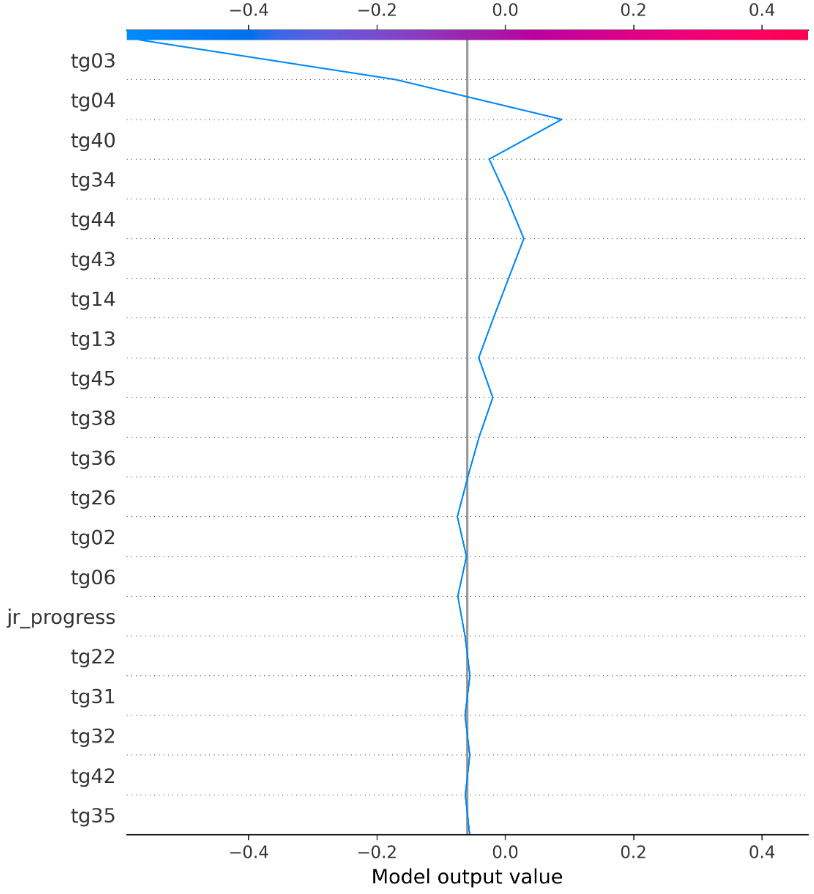 −0.4 −0.2 0.0 0.2 0.4
tg03
tg04
tg40
tg34
tg44
tg43
tg14
tg13
tg45
tg38
tg36
tg26
tg02
tg06
jr_progress
tg22
tg31
tg32
tg42
tg35
−0.4 −0.2 0.0 0.2 0.4
Model output value